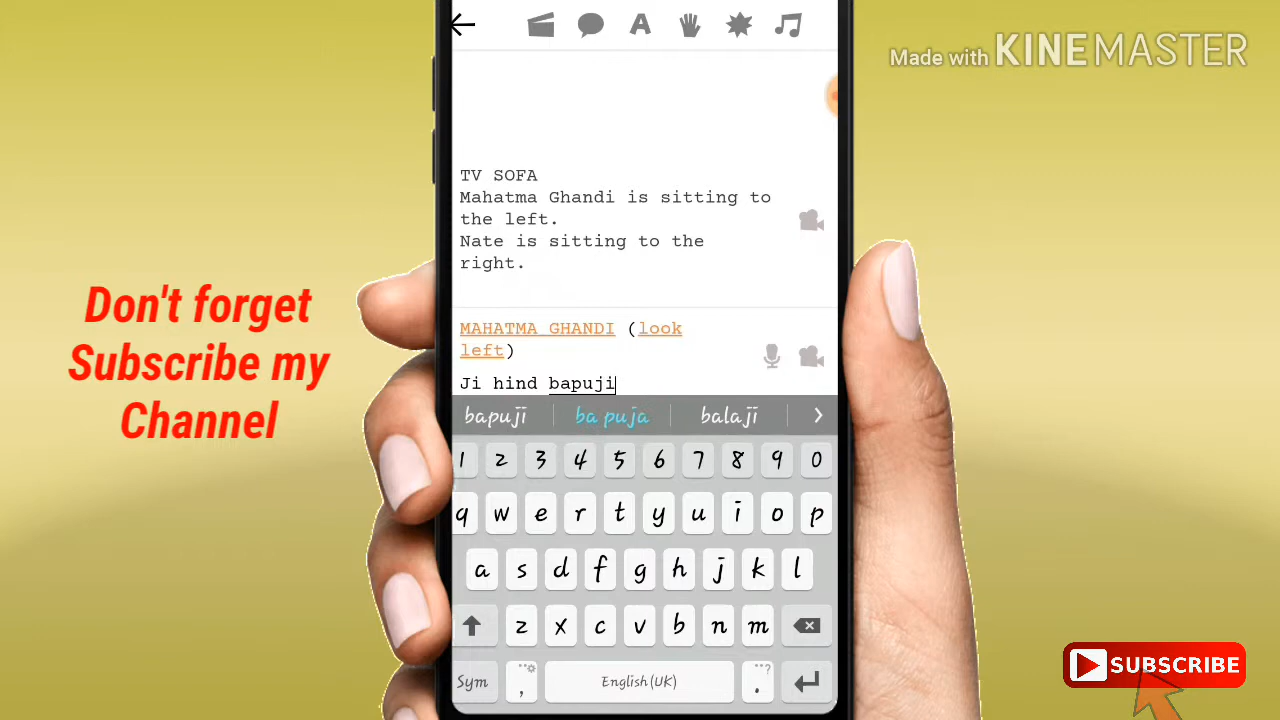 Made with KINEMASTER
TV SOFA
Mahatma Ghandi is sitting to
the left.
Nate is sitting to the
right.
MAHATMA GHANDI (look
left)
Ji hind bapuji
bapuji ba puja balaji >
1 2 3 4 5 6 7 8 9 0
q w e r t y u i o p
a s d f g h j k l
z x c v b n m
Sym , English(UK) .
Don't forget
Subscribe my
Channel
SUBSCRIBE